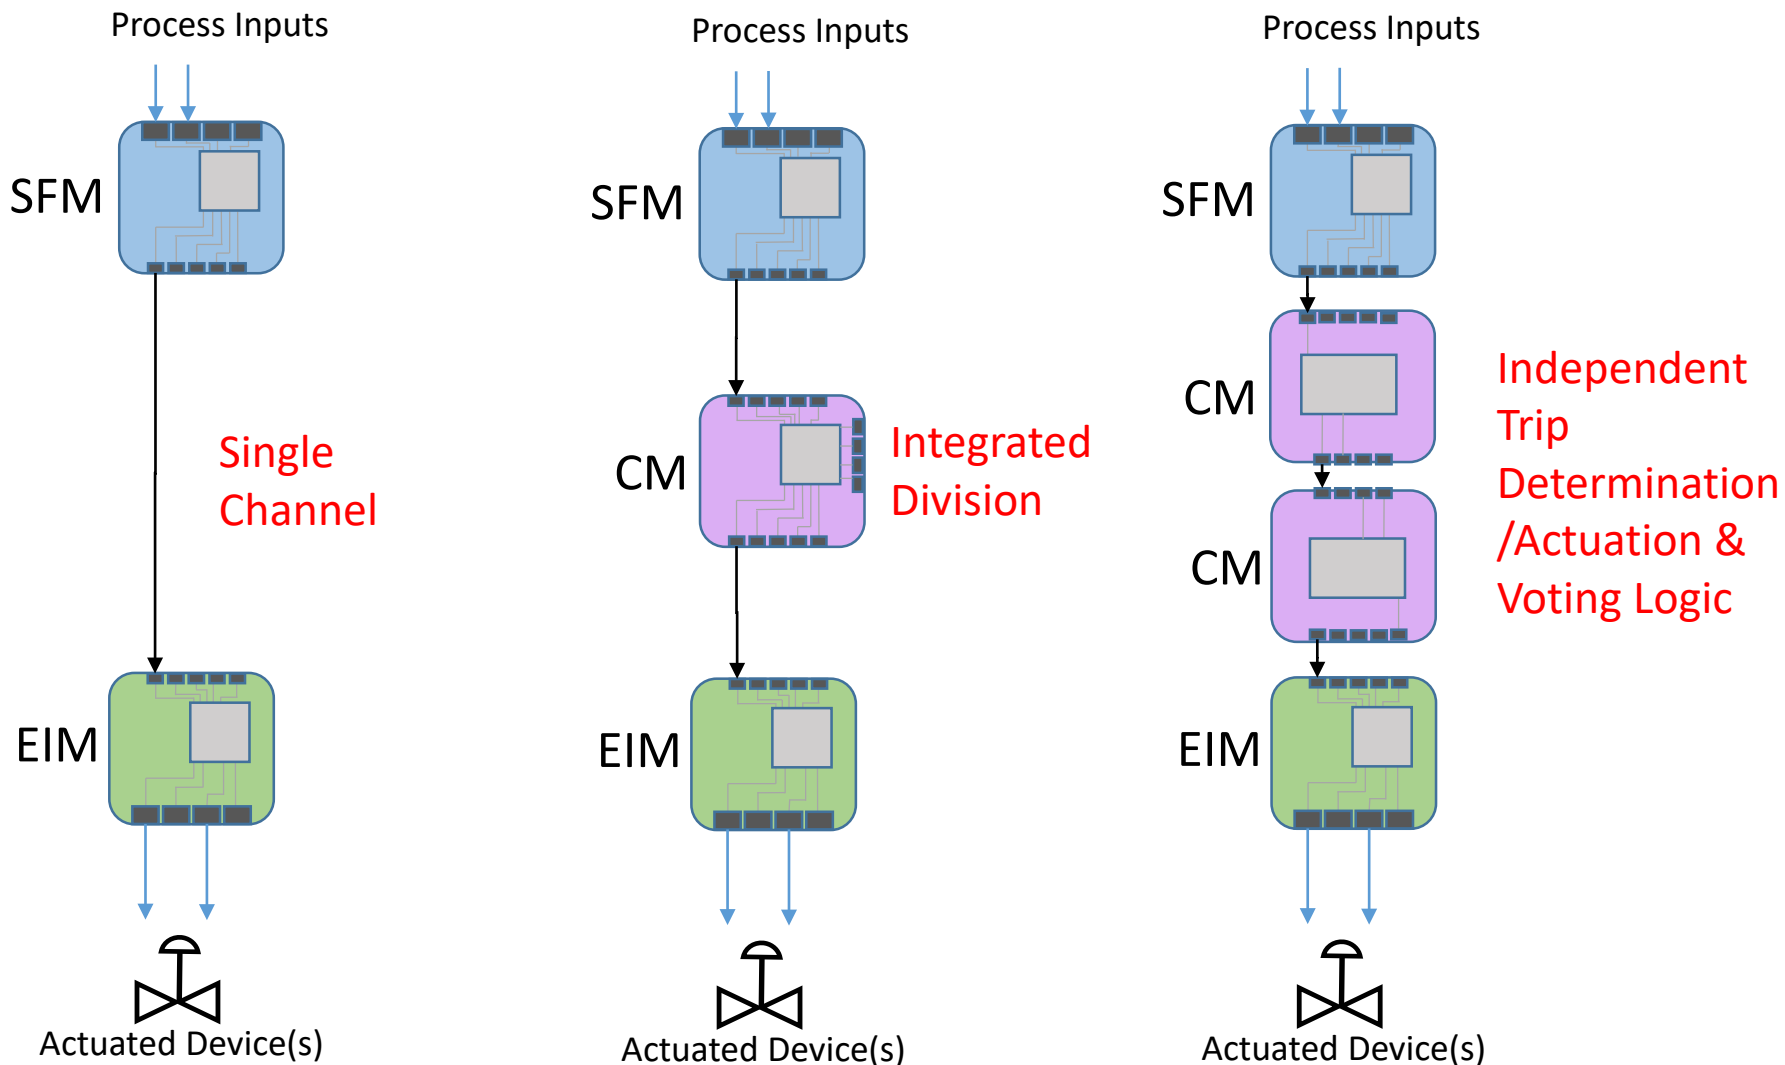 Process Inputs
SFM
Single
Channel
EIM
Actuated Device(s)
Process Inputs
SFM
CM
Integrated
Division
EIM
Actuated Device(s)
Process Inputs
SFM
CM
CM
Independent
Trip
Determination
/Actuation &
Voting Logic
EIM
Actuated Device(s)